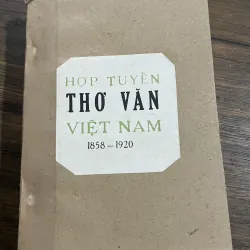 HỢP TUYỂN
THƠ VĂN
VIỆT NAM
1858 - 1920